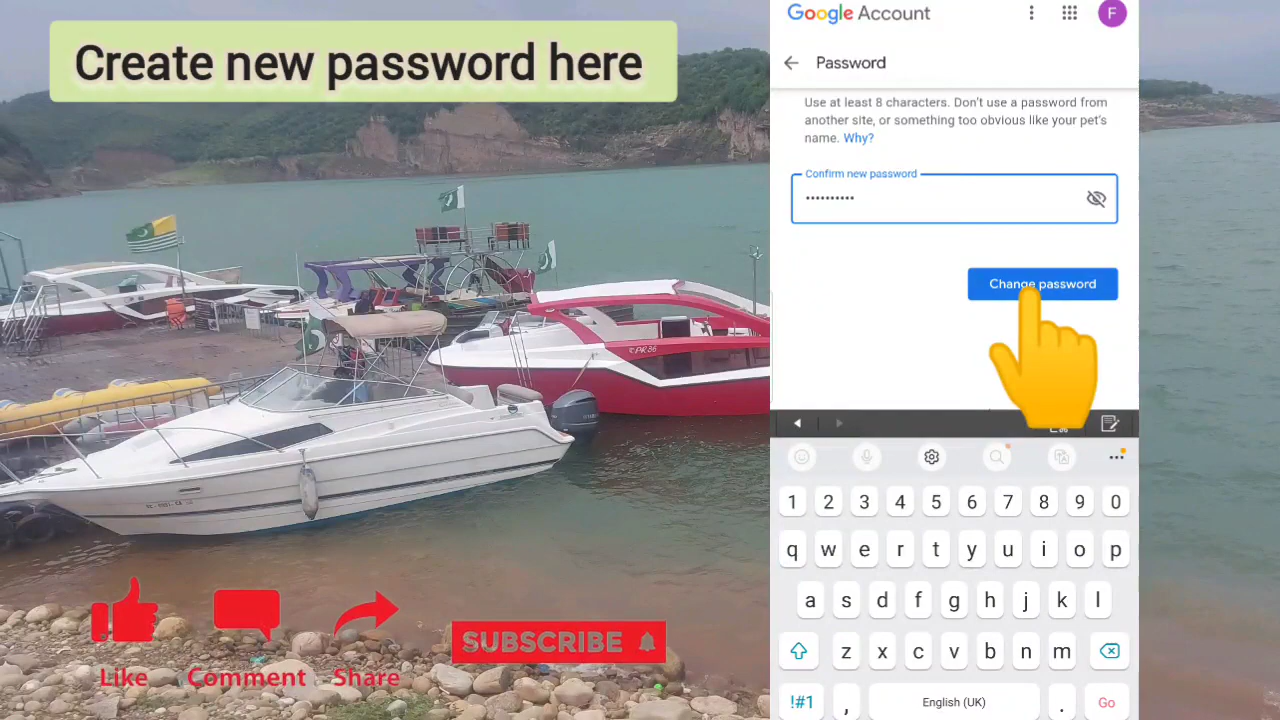 Create new password here
Google Account
F
Password
Use at least 8 characters. Don't use a password from
another site, or something too obvious like your pet's
name. Why?
Confirm new password
••••••••••
Change password
PR 86
Like
Comment
Share
SUBSCRIBE
1 2 3 4 5 6 7 8 9 0
q w e r t y u i o p
a s d f g h j k l
z x c v b n m
!#1 , English (UK) . Go